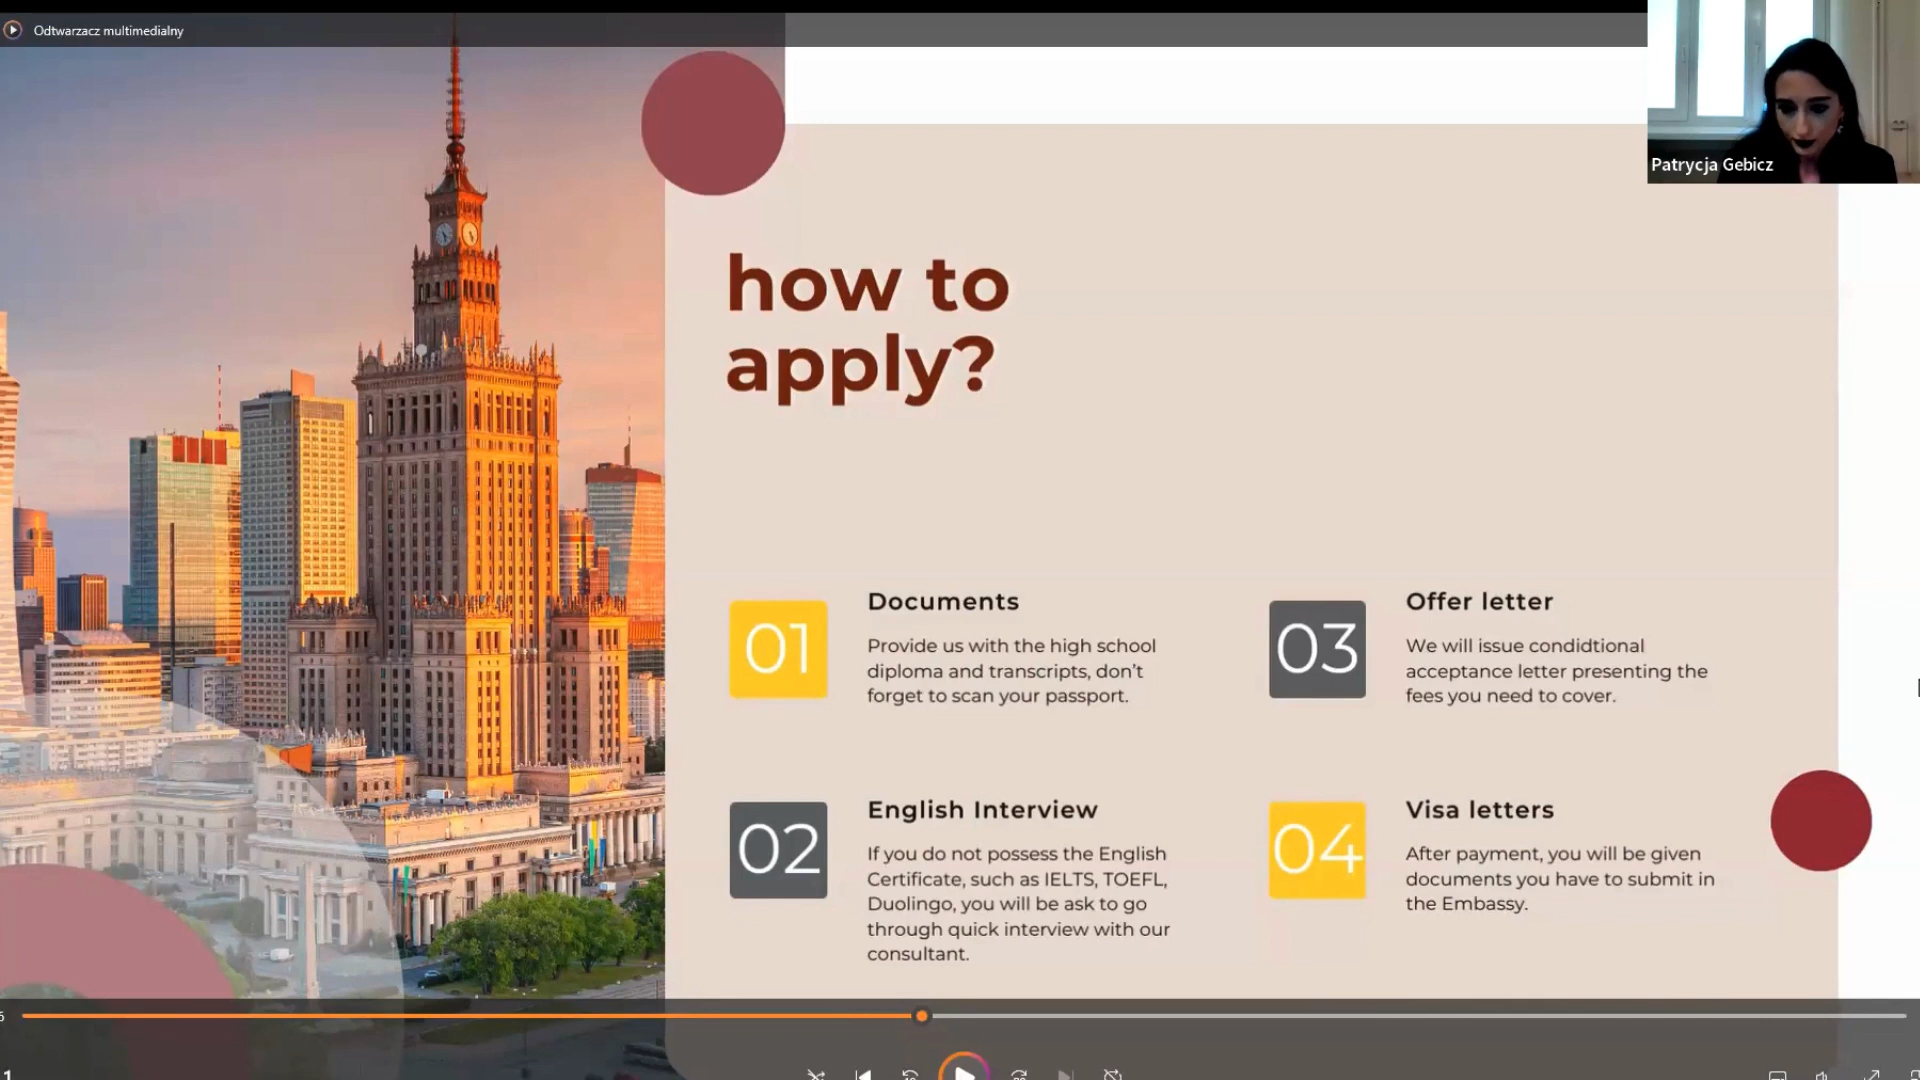 Odtwarzacz multimedialny
Patrycja Gebicz
how to
apply?
01
Documents
Provide us with the high school
diploma and transcripts, don't
forget to scan your passport.
02
English Interview
If you do not possess the English
Certificate, such as IELTS, TOEFL,
Duolingo, you will be ask to go
through quick interview with our
consultant.
03
Offer letter
We will issue condidtional
acceptance letter presenting the
fees you need to cover.
04
Visa letters
After payment, you will be given
documents you have to submit in
the Embassy.